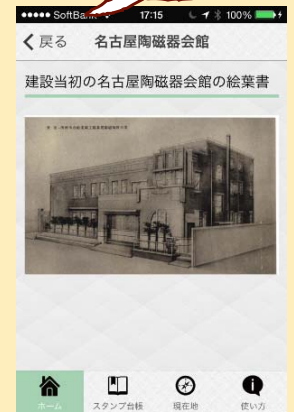 SoftBank 17:15 100%
戻る 名古屋陶磁器会館
建設当初の名古屋陶磁器会館の絵葉書
ホーム スタンプ台帳 現在地 使い方